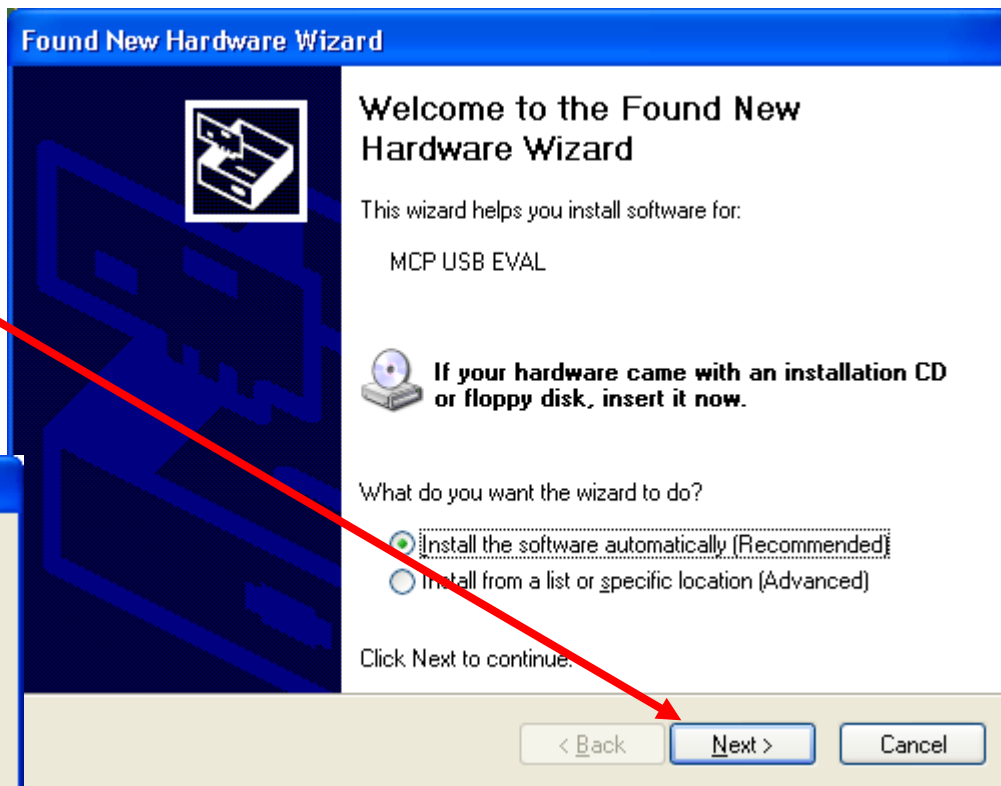 Found New Hardware Wizard
Welcome to the Found New
Hardware Wizard
This wizard helps you install software for:
MCP USB EVAL
If your hardware came with an installation CD
or floppy disk, insert it now.
What do you want the wizard to do?
Install the software automatically (Recommended)
Install from a list or specific location (Advanced)
Click Next to continue.
< Back Next > Cancel